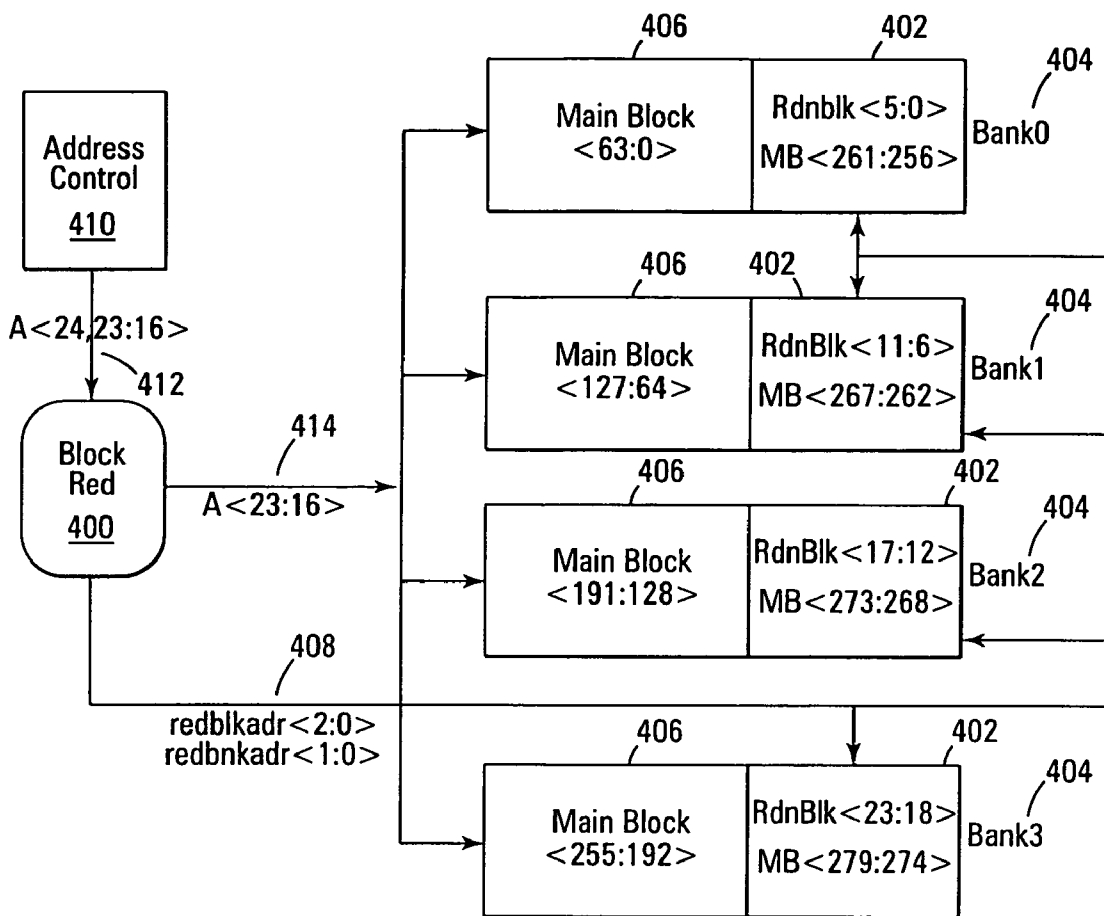 406
402
404
Address
Control
410
Main Block
<63:0>
Rdnblk<5:0>
MB<261:256>
Bank0
A<24,23:16>
412
406
402
404
Main Block
<127:64>
RdnBlk<11:6>
MB<267:262>
Bank1
Block
Red
400
414
A<23:16>
406
402
404
Main Block
<191:128>
RdnBlk<17:12>
MB<273:268>
Bank2
408
redblkadr<2:0>
redbnkadr<1:0>
406
402
404
Main Block
<255:192>
RdnBlk<23:18>
MB<279:274>
Bank3